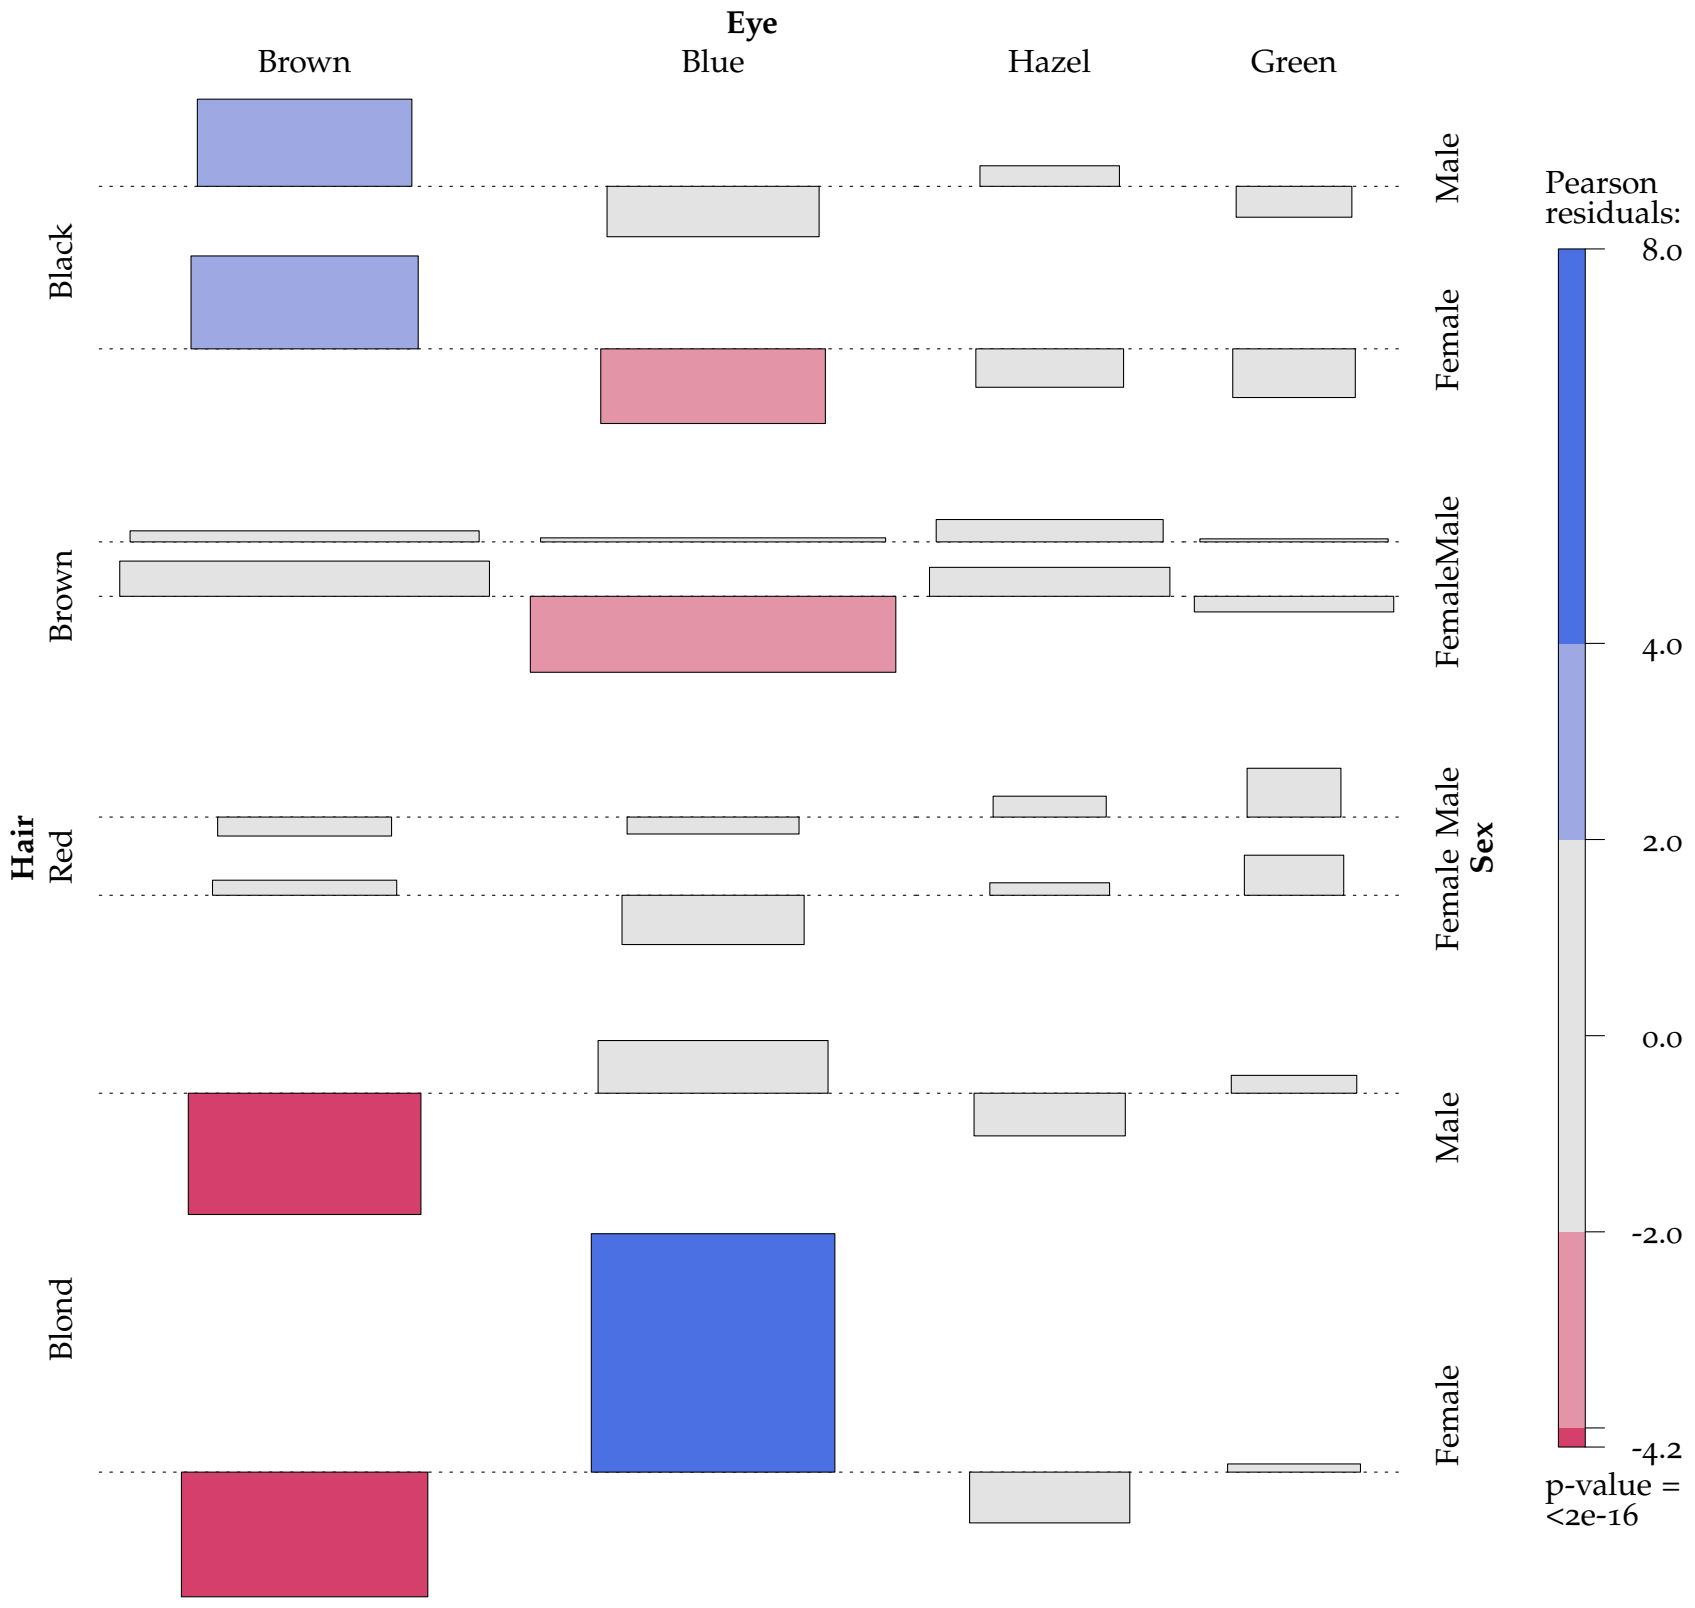 Eye
Brown Blue Hazel Green
Black
Male
Female
Brown
Male
Female
Hair
Red
Male
Female
Sex
Blond
Male
Female
Pearson
residuals:
8.0
4.0
2.0
0.0
-2.0
-4.2
p-value =
<2e-16